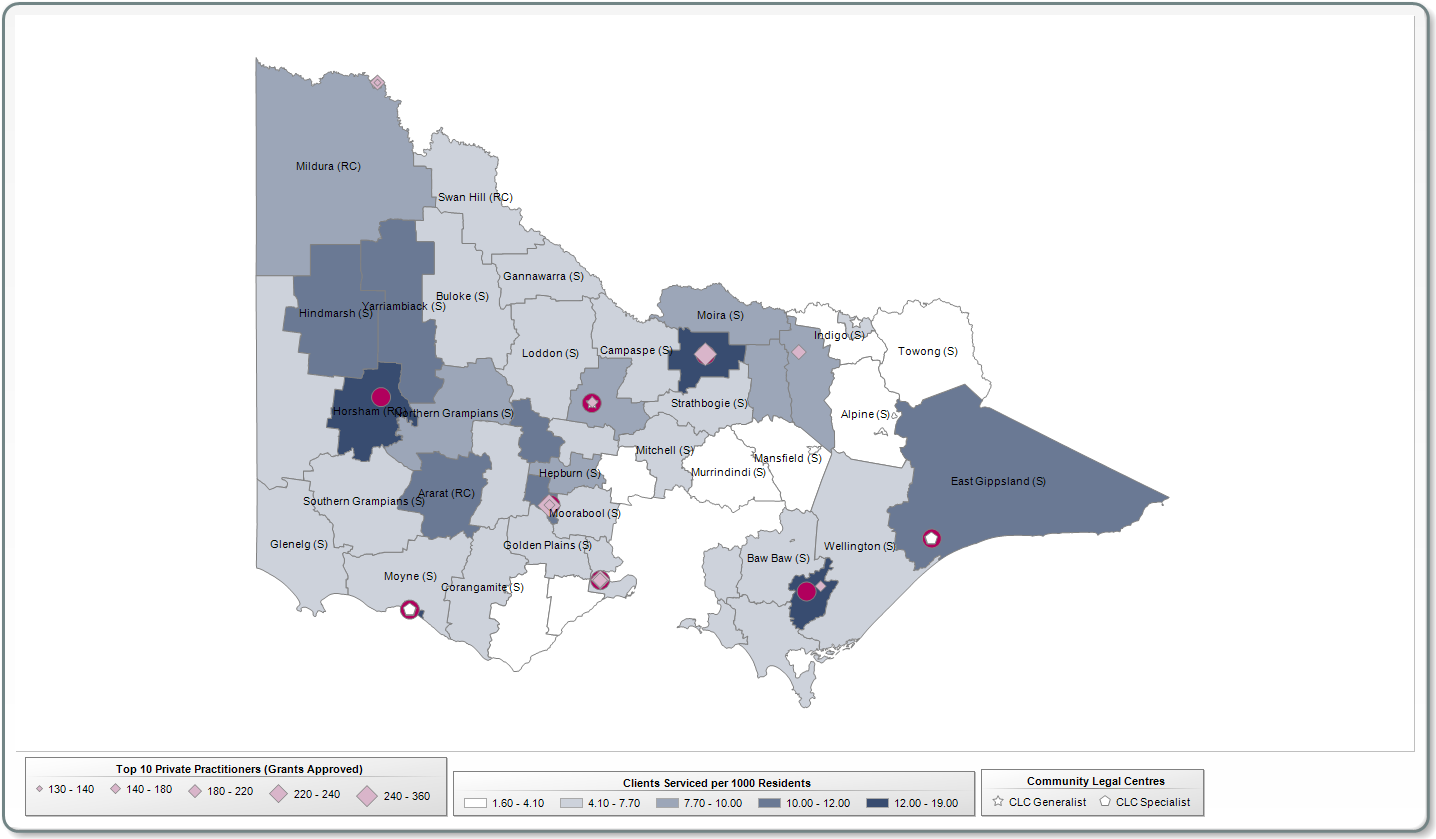 Mildura (RC)
Swan Hill (RC)
Gannawarra (S)
Buloke (S)
Yarriambiack (S)
Hindmarsh (S)
Moira (S)
Indigo (S)
Towong (S)
Loddon (S)
Campaspe (S)
Strathbogie (S)
Horsham (RC)
Northern Grampians (S)
Alpine (S)
Mitchell (S)
Mansfield (S)
Murrindindi (S)
Hepburn (S)
East Gippsland (S)
Ararat (RC)
Southern Grampians (S)
Moorabool (S)
Glenelg (S)
Golden Plains (S)
Wellington (S)
Baw Baw (S)
Moyne (S)
Corangamite (S)
Top 10 Private Practitioners (Grants Approved)
130 - 140
140 - 180
180 - 220
220 - 240
240 - 360
Clients Serviced per 1000 Residents
1.60 - 4.10
4.10 - 7.70
7.70 - 10.00
10.00 - 12.00
12.00 - 19.00
Community Legal Centres
CLC Generalist
CLC Specialist